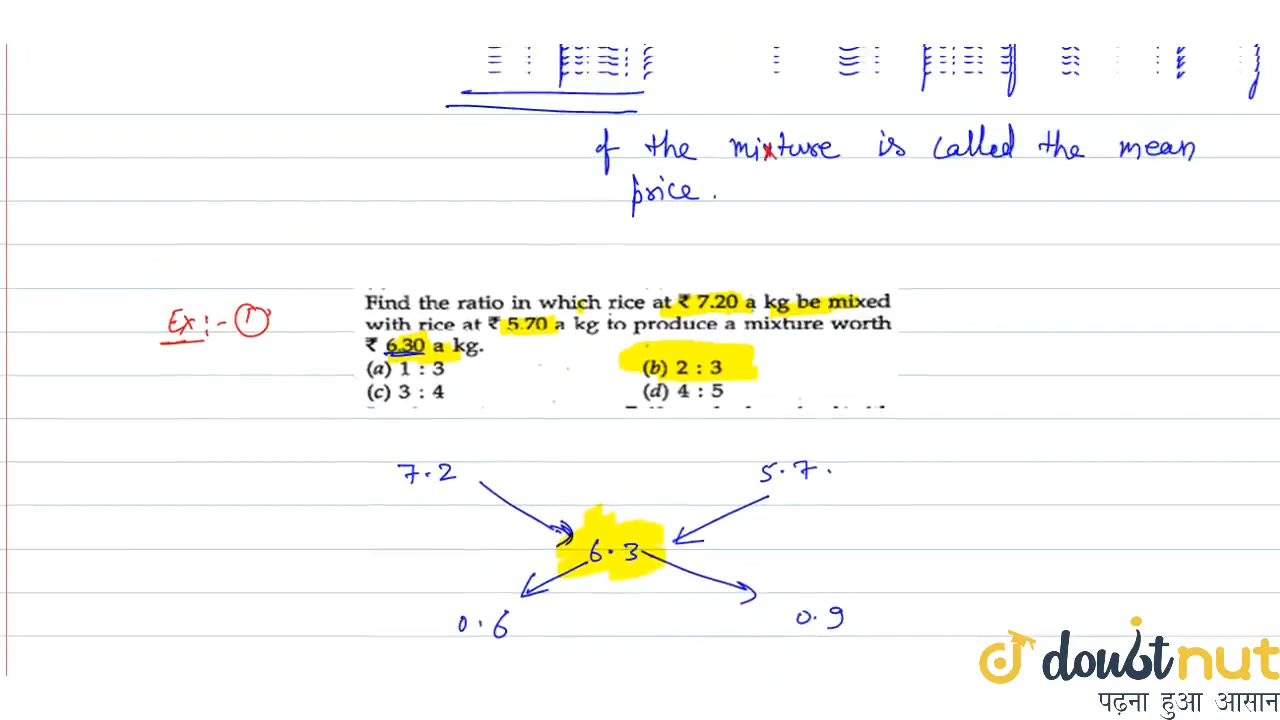 of the mixture is called the mean
price.
Ex:- 1
Find the ratio in which rice at ₹ 7.20 a kg be mixed
with rice at ₹ 5.70 a kg to produce a mixture worth
₹ 6.30 a kg.
(a) 1 : 3 (b) 2 : 3
(c) 3 : 4 (d) 4 : 5
7.2 5.7.
6.3
0.6 0.9
doubtnut
पढ़ना हुआ आसान